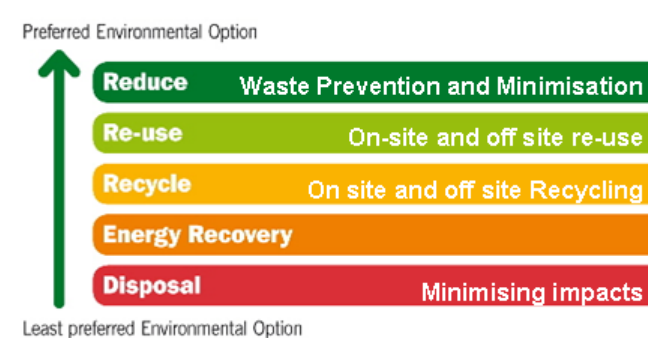 Preferred Environmental Option
Reduce Waste Prevention and Minimisation
Re-use On-site and off site re-use
Recycle On site and off site Recycling
Energy Recovery
Disposal Minimising impacts
Least preferred Environmental Option